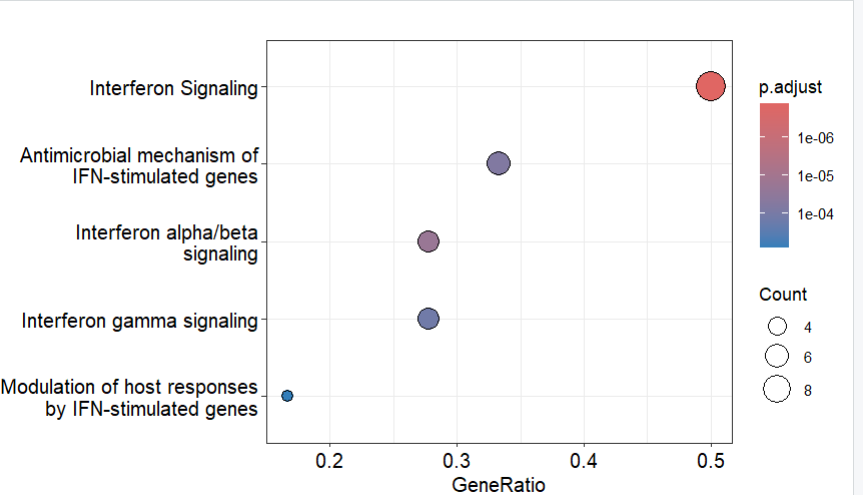 Interferon Signaling
Antimicrobial mechanism of
IFN-stimulated genes
Interferon alpha/beta
signaling
Interferon gamma signaling
Modulation of host responses
by IFN-stimulated genes
0.2
0.3
0.4
0.5
GeneRatio
p.adjust
1e-06
1e-05
1e-04
Count
4
6
8